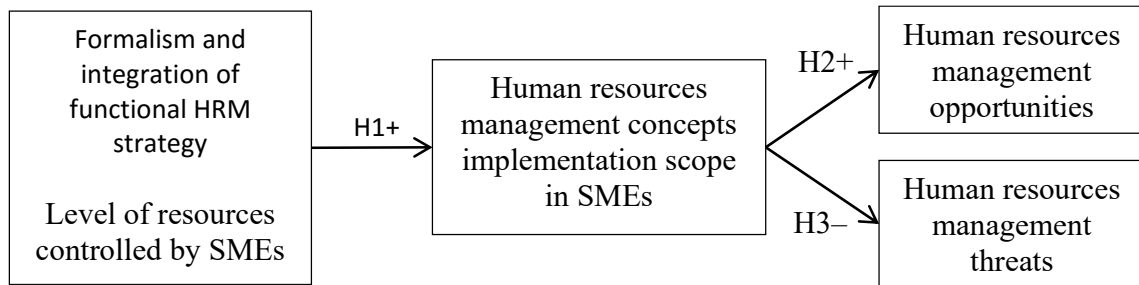 Formalism and
integration of
functional HRM
strategy
Level of resources
controlled by SMEs
H1+
Human resources
management concepts
implementation scope
in SMEs
H2+
Human resources
management
opportunities
H3–
Human resources
management
threats